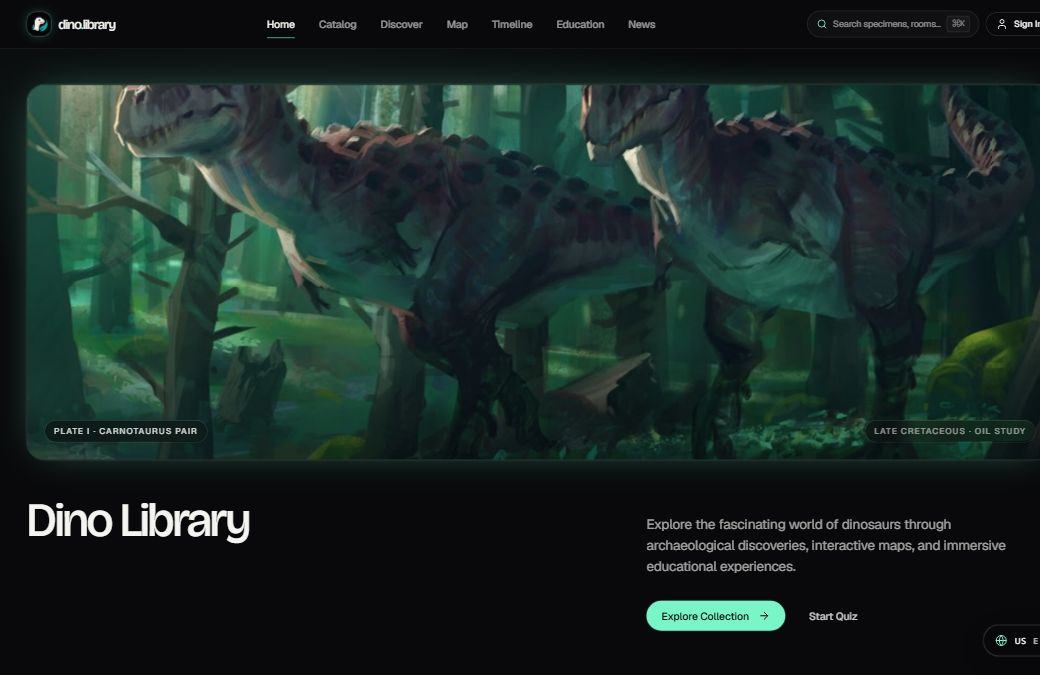 dino.library
Home Catalog Discover Map Timeline Education News
Search specimens, rooms... ⌘K
Sign In
PLATE I · CARNOTAURUS PAIR
LATE CRETACEOUS · OIL STUDY
Dino Library
Explore the fascinating world of dinosaurs through
archaeological discoveries, interactive maps, and immersive
educational experiences.
Explore Collection → Start Quiz
US E